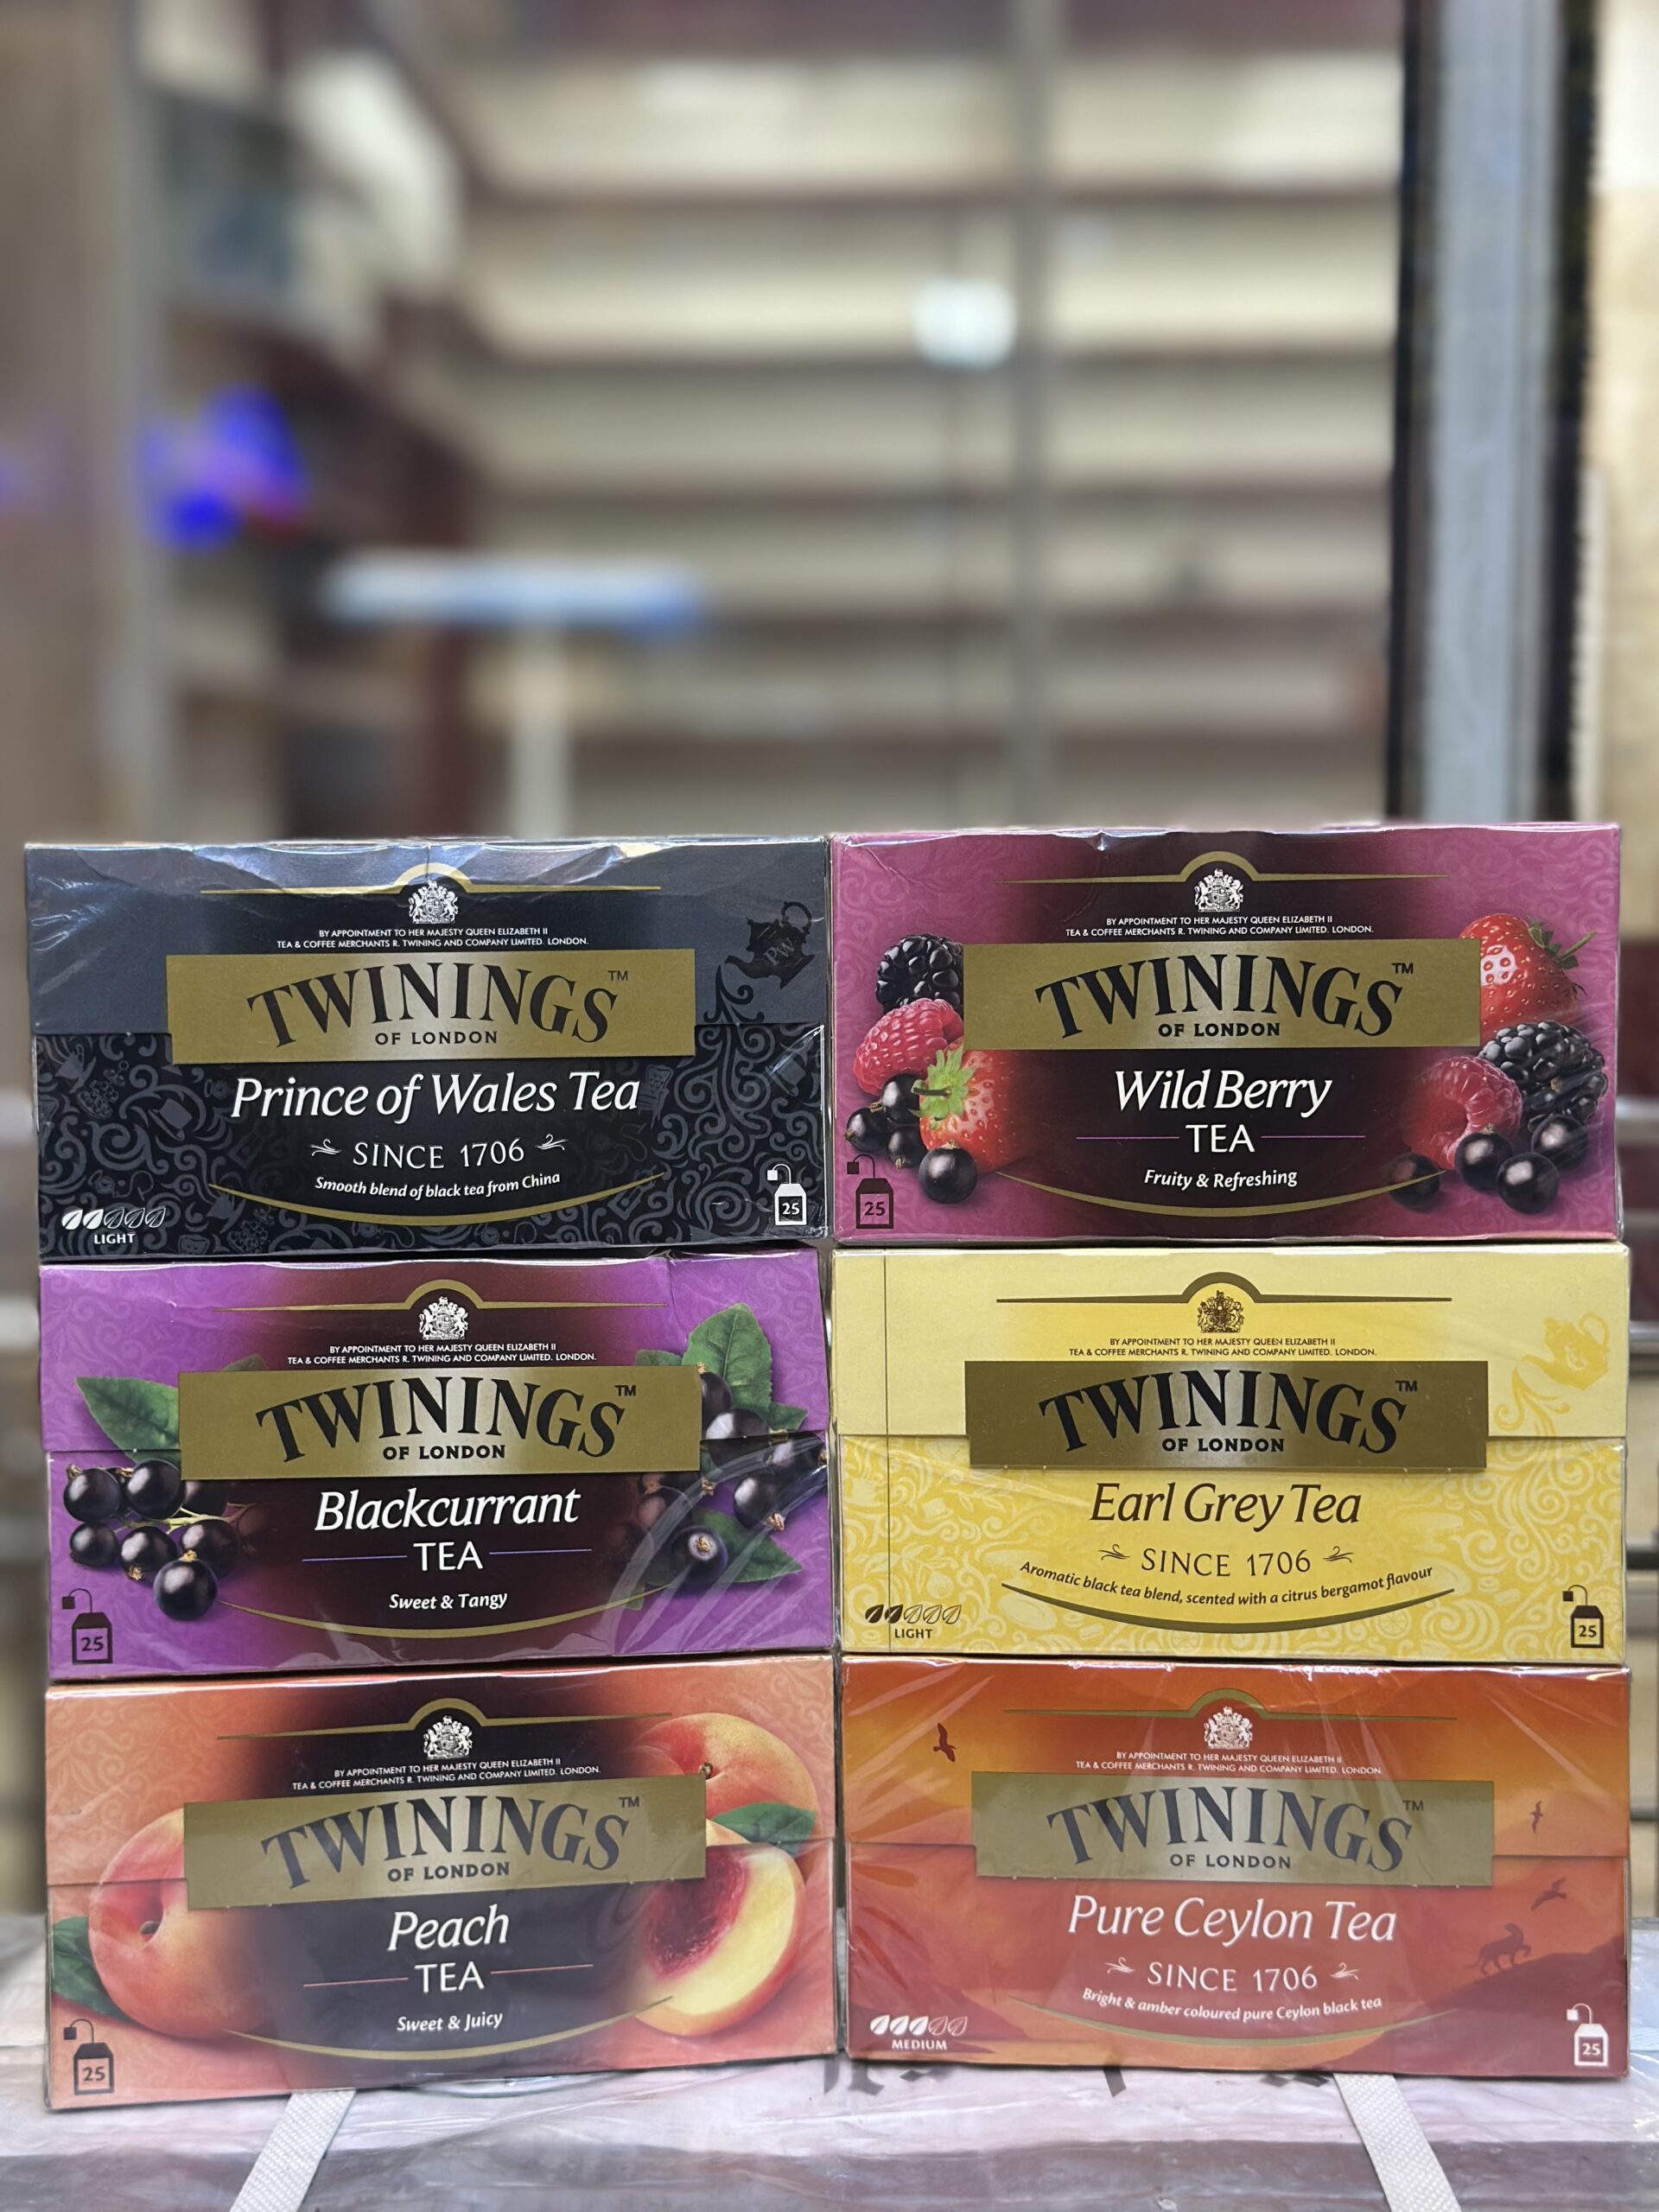 BY APPOINTMENT TO HER MAJESTY QUEEN ELIZABETH II
TEA & COFFEE MERCHANTS R. TWINING AND COMPANY LIMITED. LONDON.
TWININGS™
OF LONDON
PW
Prince of Wales Tea
SINCE 1706
Smooth blend of black tea from China
LIGHT
25
BY APPOINTMENT TO HER MAJESTY QUEEN ELIZABETH II
TEA & COFFEE MERCHANTS R. TWINING AND COMPANY LIMITED. LONDON.
TWININGS™
OF LONDON
Wild Berry
TEA
Fruity & Refreshing
25
BY APPOINTMENT TO HER MAJESTY QUEEN ELIZABETH II
TEA & COFFEE MERCHANTS R. TWINING AND COMPANY LIMITED. LONDON.
TWININGS™
OF LONDON
Blackcurrant
TEA
Sweet & Tangy
25
BY APPOINTMENT TO HER MAJESTY QUEEN ELIZABETH II
TEA & COFFEE MERCHANTS R. TWINING AND COMPANY LIMITED. LONDON.
TWININGS™
OF LONDON
Earl Grey Tea
SINCE 1706
Aromatic black tea blend, scented with a citrus bergamot flavour
LIGHT
25
BY APPOINTMENT TO HER MAJESTY QUEEN ELIZABETH II
TEA & COFFEE MERCHANTS R. TWINING AND COMPANY LIMITED. LONDON.
TWININGS™
OF LONDON
Peach
TEA
Sweet & Juicy
25
BY APPOINTMENT TO HER MAJESTY QUEEN ELIZABETH II
TEA & COFFEE MERCHANTS R. TWINING AND COMPANY LIMITED. LONDON.
TWININGS™
OF LONDON
Pure Ceylon Tea
SINCE 1706
Bright & amber coloured pure Ceylon black tea
MEDIUM
25